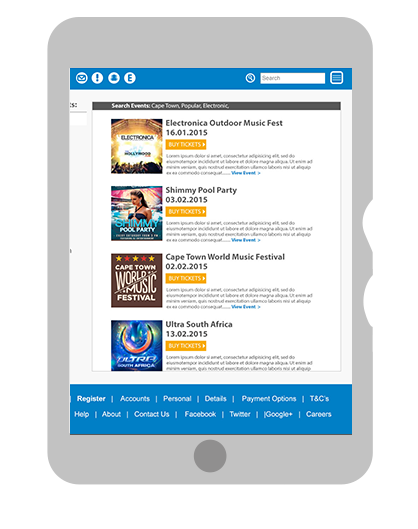 E
Search
s:
Search Events: Cape Town, Popular, Electronic,
ELECTRONICA
HOLLYWOOD
Electronica Outdoor Music Fest
16.01.2015
BUY TICKETS
Lorem ipsum dolor si amet, consectetur adipisicing elit, sed do
eiusmotempor incididunt ut labore et dolore magna aliqua. Ut enim ad
minim veniam, quis nostrud exercitation ullamco laboris nisi ut aliquip
ex ea commodo consequat....... View Event >
SHIMMY
POOL PARTY
Shimmy Pool Party
03.02.2015
BUY TICKETS
Lorem ipsum dolor si amet, consectetur adipisicing elit, sed do
eiusmotempor incididunt ut labore et dolore magna aliqua. Ut enim ad
minim veniam, quis nostrud exercitation ullamco laboris nisi ut aliquip
ex ea commodo consequat....... View Event >
CAPE TOWN
WORLD
MUSIC
FESTIVAL
Cape Town World Music Festival
02.02.2015
BUY TICKETS
Lorem ipsum dolor si amet, consectetur adipisicing elit, sed do
eiusmotempor incididunt ut labore et dolore magna aliqua. Ut enim ad
minim veniam, quis nostrud exercitation ullamco laboris nisi ut aliquip
ex ea commodo consequat....... View Event >
ULTRA
SOUTH AFRICA
Ultra South Africa
13.02.2015
BUY TICKETS
Lorem ipsum dolor si amet, consectetur adipisicing elit, sed do
eiusmotempor incididunt ut labore et dolore magna aliqua. Ut enim ad
minim veniam, quis nostrud exercitation ullamco laboris nisi ut aliquip
| Register | Accounts | Personal | Details | Payment Options | T&C's
Help | About | Contact Us | Facebook | Twitter | |Google+ | Careers